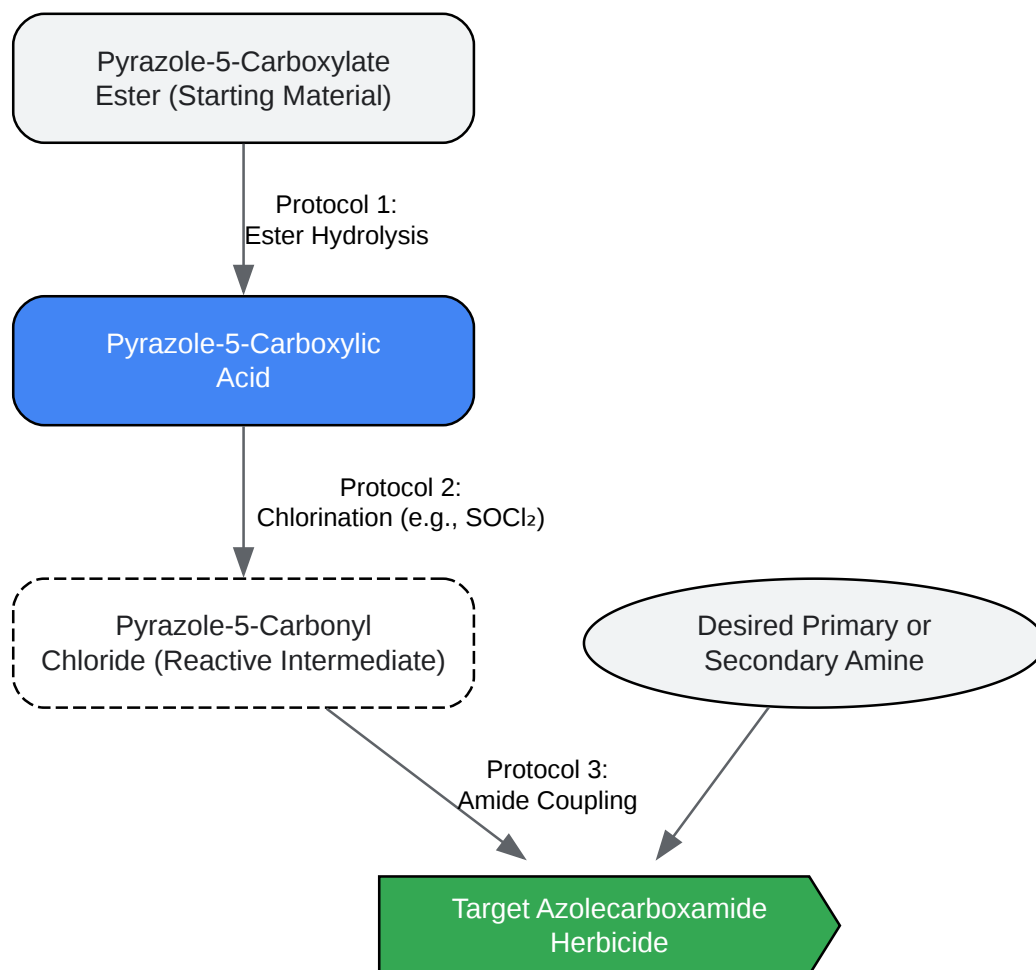 Pyrazole-5-Carboxylate
Ester (Starting Material)
Protocol 1:
Ester Hydrolysis
Pyrazole-5-Carboxylic
Acid
Protocol 2:
Chlorination (e.g., SOCl₂)
Pyrazole-5-Carbonyl
Chloride (Reactive Intermediate)
Desired Primary or
Secondary Amine
Protocol 3:
Amide Coupling
Target Azolecarboxamide
Herbicide